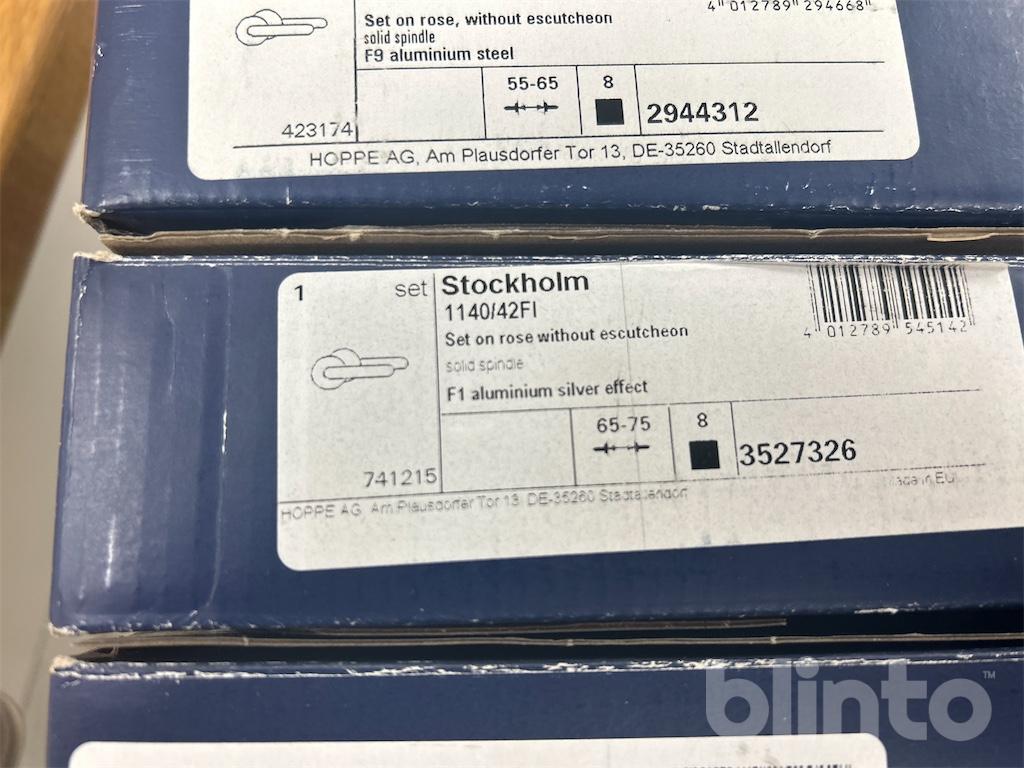 4 012789 294668
Set on rose, without escutcheon
solid spindle
F9 aluminium steel
55-65
8
2944312
423174
HOPPE AG, Am Plausdorfer Tor 13, DE-35260 Stadtallendorf
1 set
Stockholm
1140/42FI
Set on rose without escutcheon
solid spindle
F1 aluminium silver effect
4 012789 545142
65-75
8
3527326
741215
Made in EU
HOPPE AG, Am Plausdorfer Tor 13, DE-35260 Stadtallendorf
blinto™